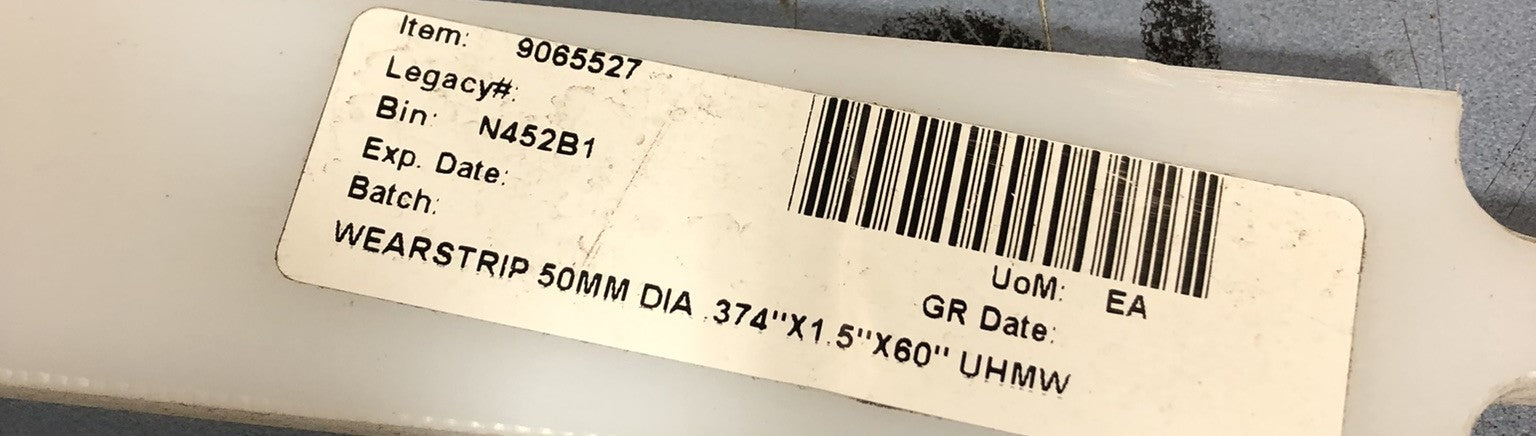 Item: 9065527
Legacy#:
Bin: N452B1
Exp. Date:
Batch:
UoM: EA
GR Date:
WEARSTRIP 50MM DIA .374"X1.5"X60" UHMW